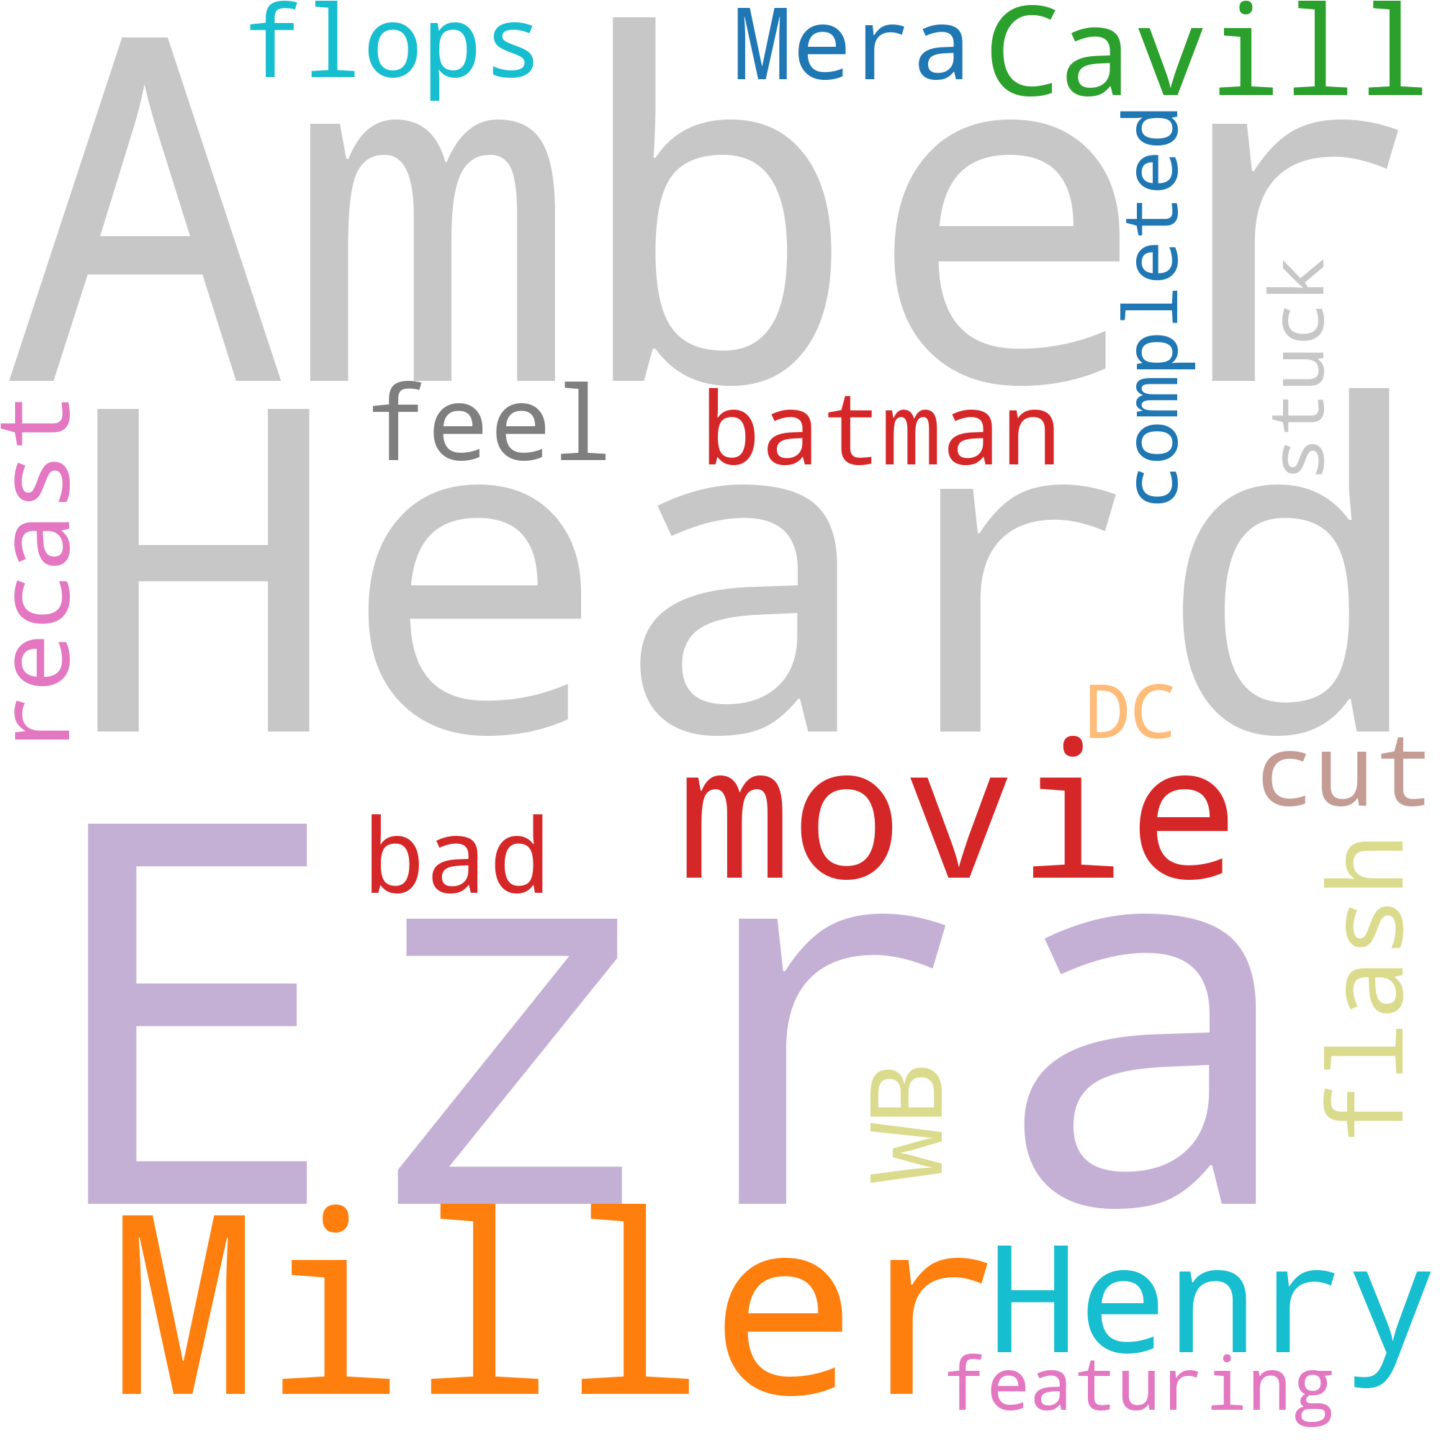 flops
Mera
Cavill
Amber
completed
stuck
recast
feel
batman
Heard
DC
movie
cut
bad
flash
Ezra
WB
Miller
Henry
featuring